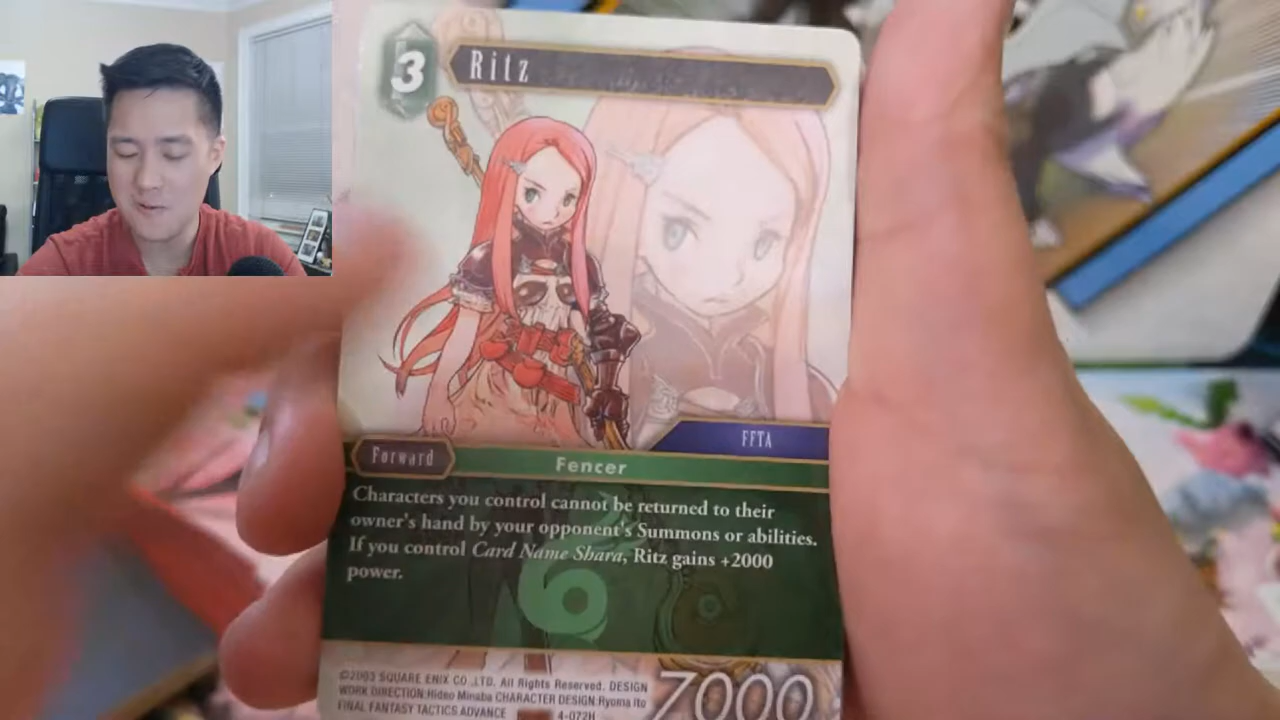 3
Ritz
FFTA
Forward
Fencer
Characters you control cannot be returned to their
owner's hand by your opponent's Summons or abilities.
If you control Card Name Shara, Ritz gains +2000
power.
©2003 SQUARE ENIX CO., LTD. All Rights Reserved. DESIGN
WORK DIRECTION:Hideo Minaba CHARACTER DESIGN:Ryoma Ito
FINAL FANTASY TACTICS ADVANCE
4-072H
7000